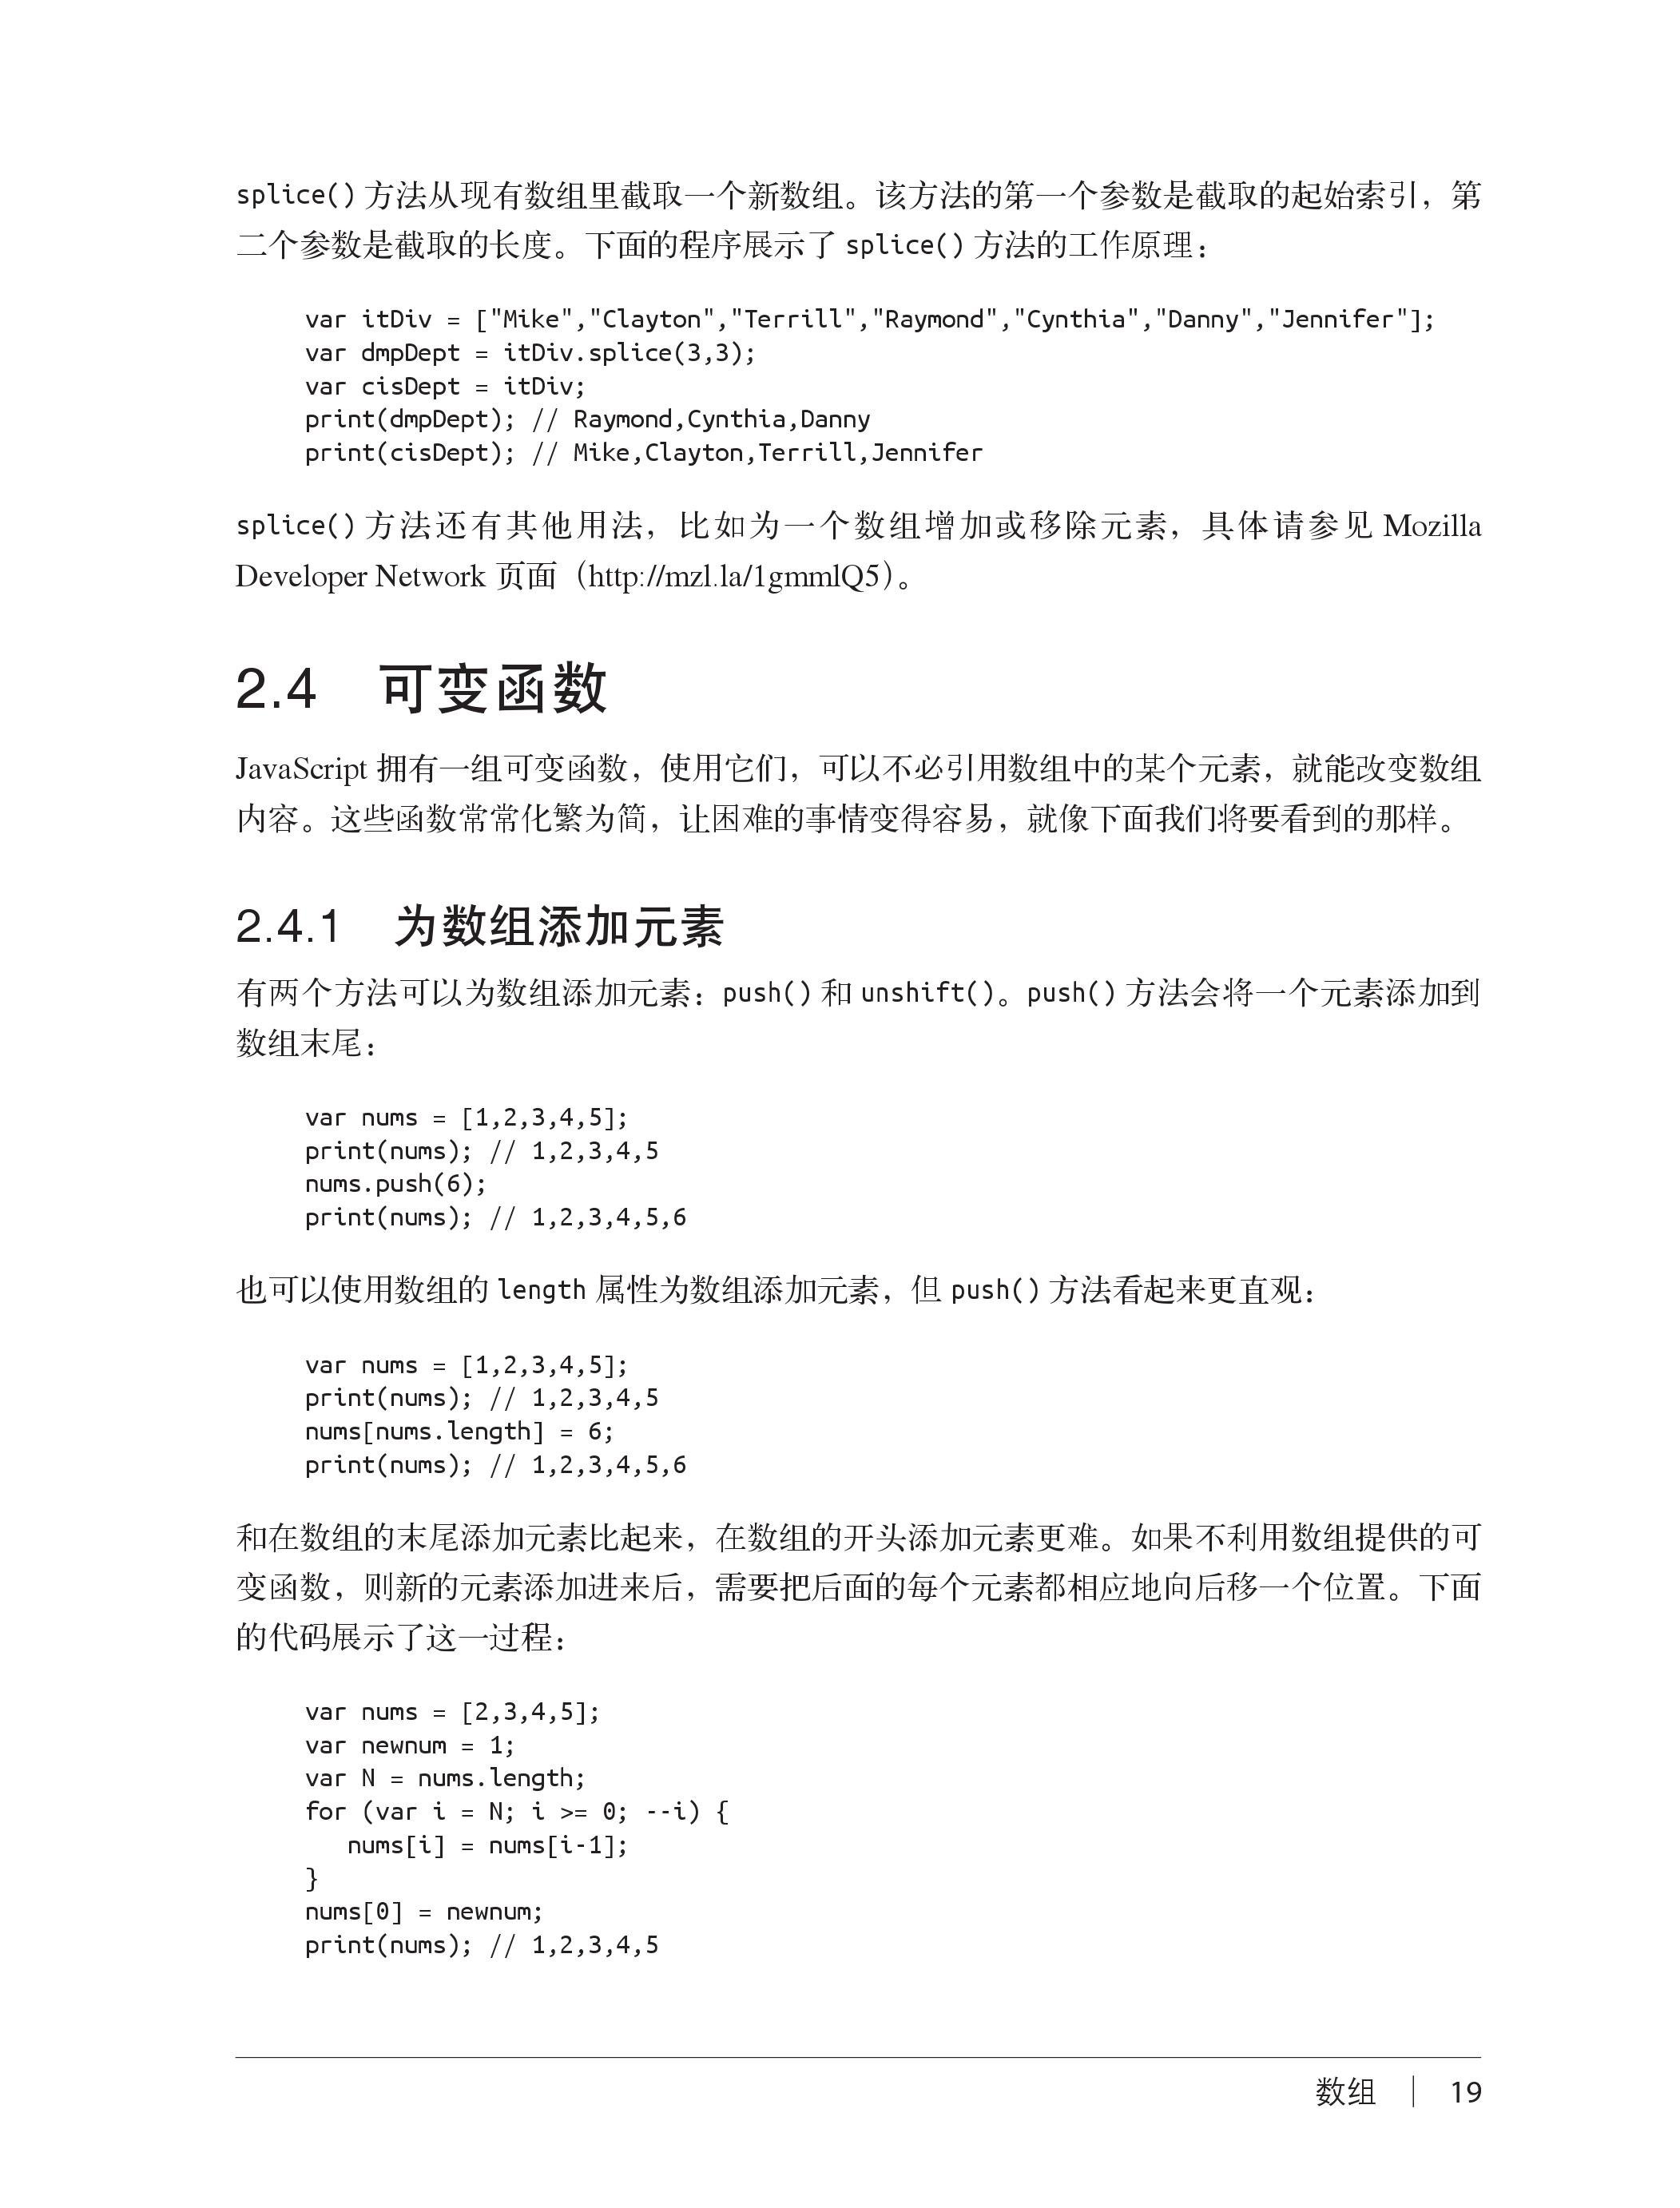 splice() 方法从现有数组里截取一个新数组。该方法的第一个参数是截取的起始索引，第
二个参数是截取的长度。下面的程序展示了 splice() 方法的工作原理：
var itDiv = ["Mike","Clayton","Terrill","Raymond","Cynthia","Danny","Jennifer"];
var dmpDept = itDiv.splice(3,3);
var cisDept = itDiv;
print(dmpDept); // Raymond,Cynthia,Danny
print(cisDept); // Mike,Clayton,Terrill,Jennifer
splice() 方法还有其他用法，比如为一个数组增加或移除元素，具体请参见 Mozilla
Developer Network 页面（http://mzl.la/1gmmlQ5）。
2.4 可变函数
JavaScript 拥有一组可变函数，使用它们，可以不必引用数组中的某个元素，就能改变数组
内容。这些函数常常化繁为简，让困难的事情变得容易，就像下面我们将要看到的那样。
2.4.1 为数组添加元素
有两个方法可以为数组添加元素：push() 和 unshift()。push() 方法会将一个元素添加到
数组末尾：
var nums = [1,2,3,4,5];
print(nums); // 1,2,3,4,5
nums.push(6);
print(nums); // 1,2,3,4,5,6
也可以使用数组的 length 属性为数组添加元素，但 push() 方法看起来更直观：
var nums = [1,2,3,4,5];
print(nums); // 1,2,3,4,5
nums[nums.length] = 6;
print(nums); // 1,2,3,4,5,6
和在数组的末尾添加元素比起来，在数组的开头添加元素更难。如果不利用数组提供的可
变函数，则新的元素添加进来后，需要把后面的每个元素都相应地向后移一个位置。下面
的代码展示了这一过程：
var nums = [2,3,4,5];
var newnum = 1;
var N = nums.length;
for (var i = N; i >= 0; --i) {
   nums[i] = nums[i-1];
}
nums[0] = newnum;
print(nums); // 1,2,3,4,5
数组 | 19